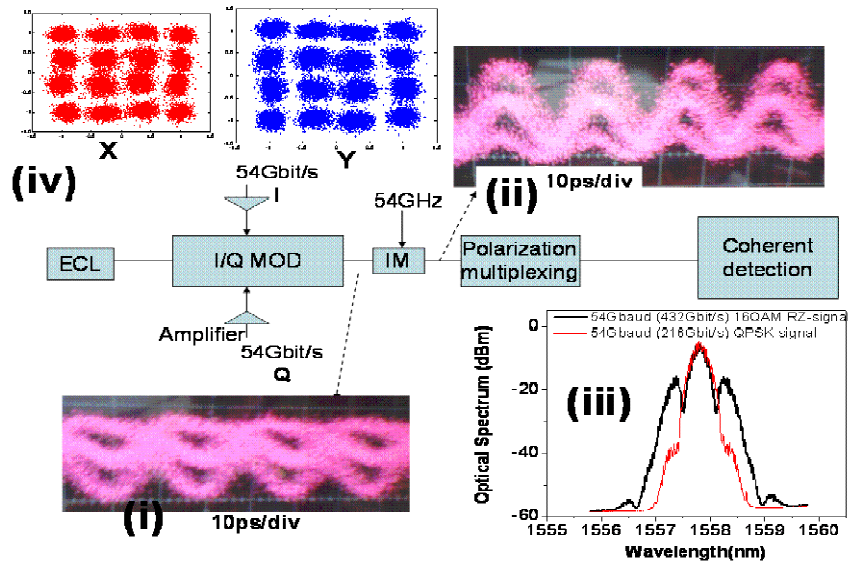 X
Y
(iv)
54Gbit/s
I
54GHz
(ii)
10ps/div
ECL
I/Q MOD
IM
Polarization
multiplexing
Coherent
detection
Amplifier
54Gbit/s
Q
(i)
10ps/div
54Gbaud (432Gbit/s) 16QAM RZ-signal
54Gbaud (216Gbit/s) QPSK signal
(iii)
Optical Spectrum (dBm)
0
-20
-40
-60
1555 1556 1557 1558 1559 1560
Wavelength(nm)